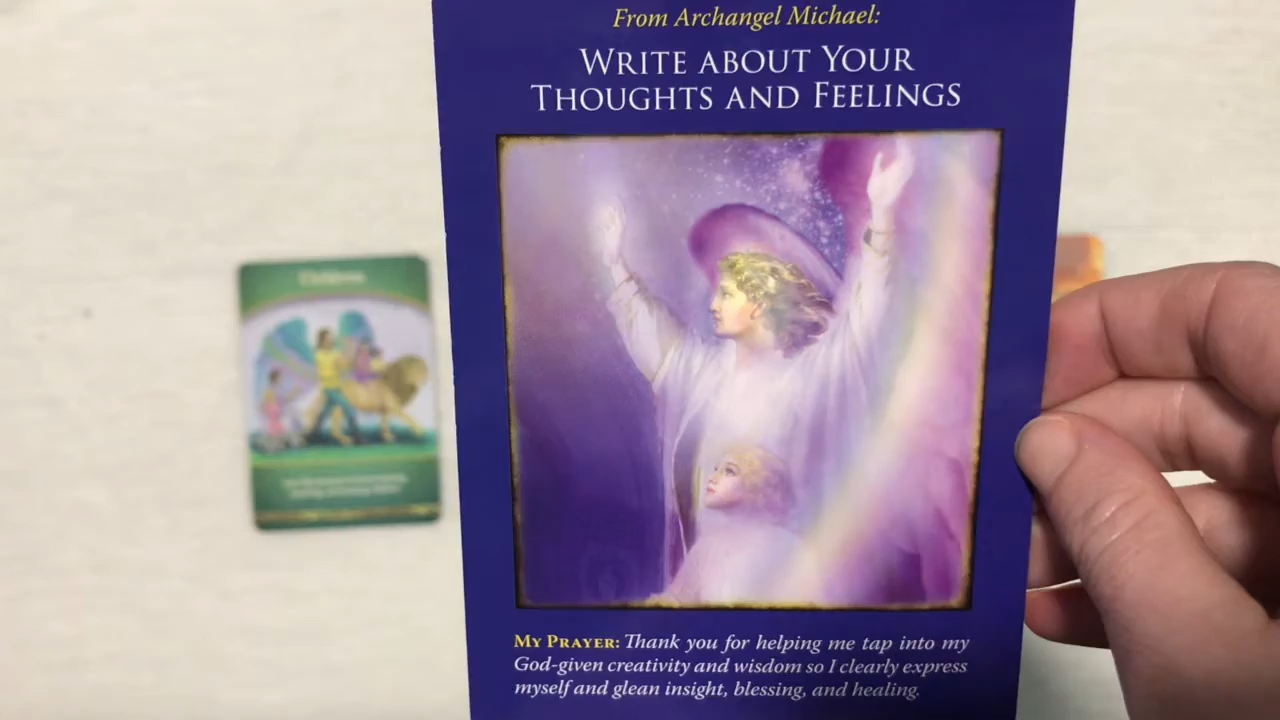 From Archangel Michael:
WRITE ABOUT YOUR
THOUGHTS AND FEELINGS
MY PRAYER: Thank you for helping me tap into my
God-given creativity and wisdom so I clearly express
myself and glean insight, blessing, and healing.
Children